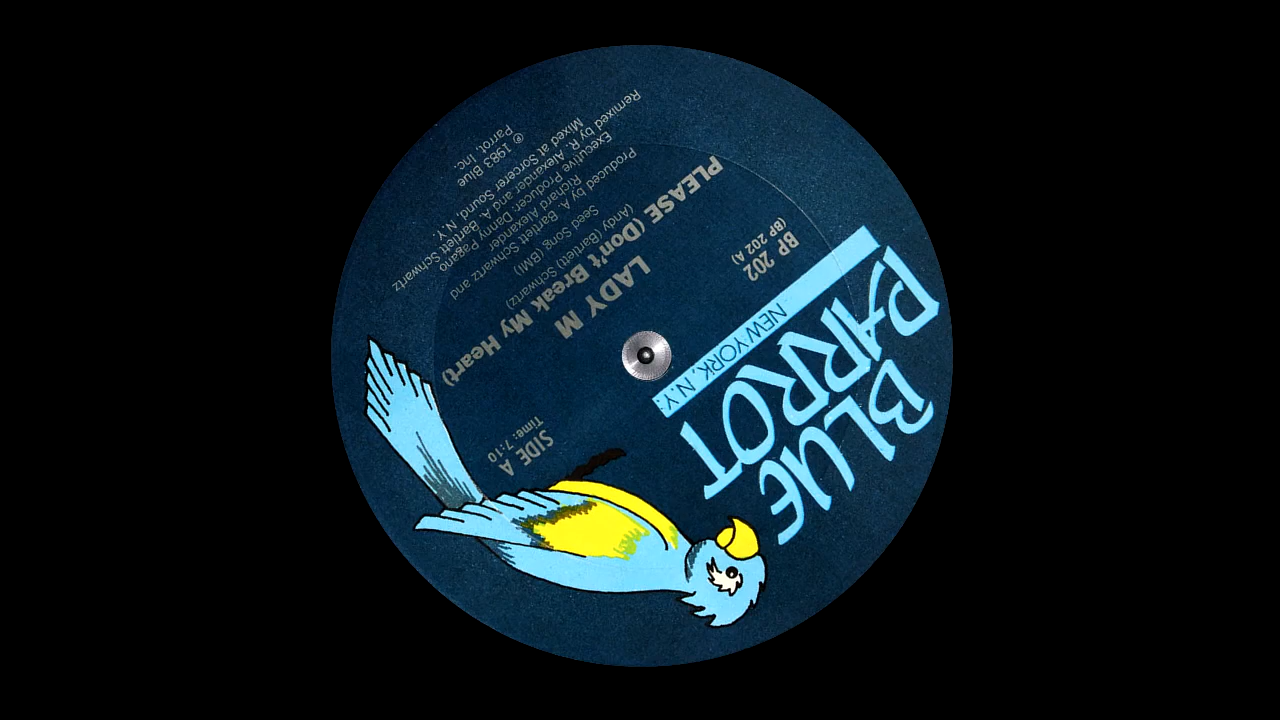 BLUE
PARROT
NEW YORK, N.Y.
BP 202
(BP 202 A)
SIDE A
Time: 7:10
LADY M
PLEASE (Don't Break My Heart)
(Andy (Bartlett) Schwartz)
Seed Song (BMI)
Produced by A. Bartlett Schwartz and
Richard Alexander
Executive Producer: Danny Pagano
Remixed by R. Alexander and A. Bartlett Schwartz
Mixed at Sorcerer Sound, N.Y.
℗ 1983 Blue
Parrot, Inc.